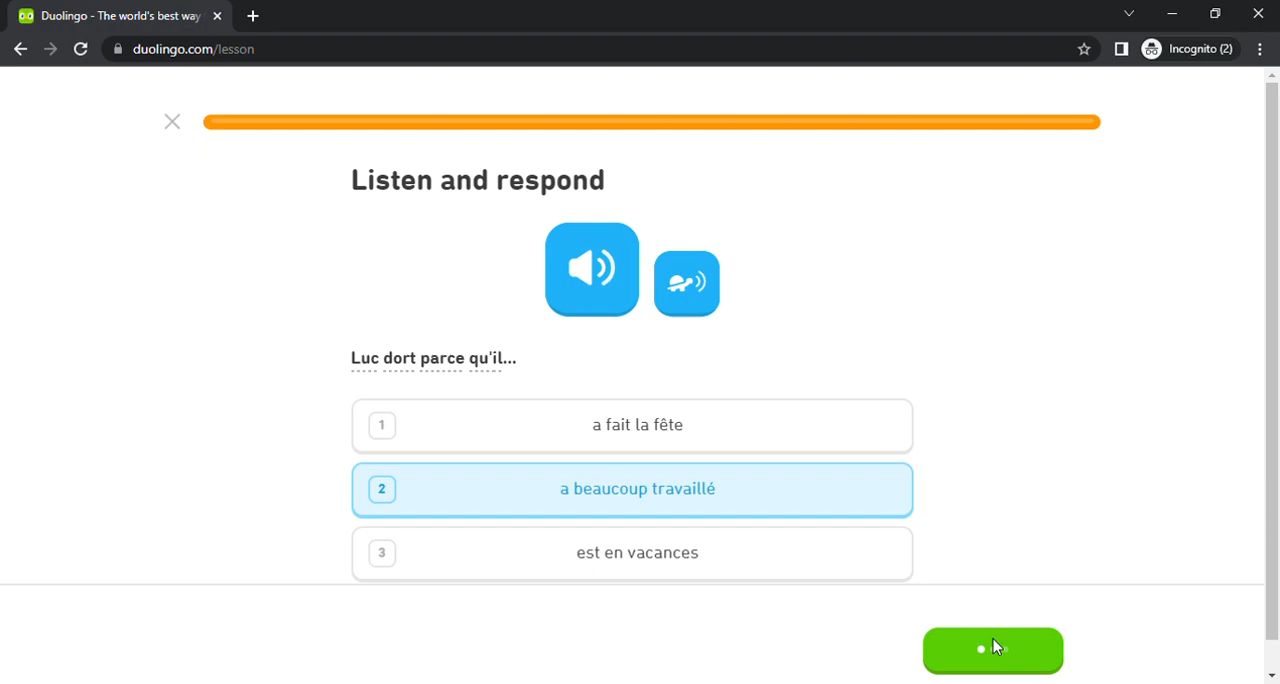 Duolingo - The world's best way
duolingo.com/lesson
Incognito (2)
Listen and respond
Luc dort parce qu'il...
1 a fait la fête
2 a beaucoup travaillé
3 est en vacances